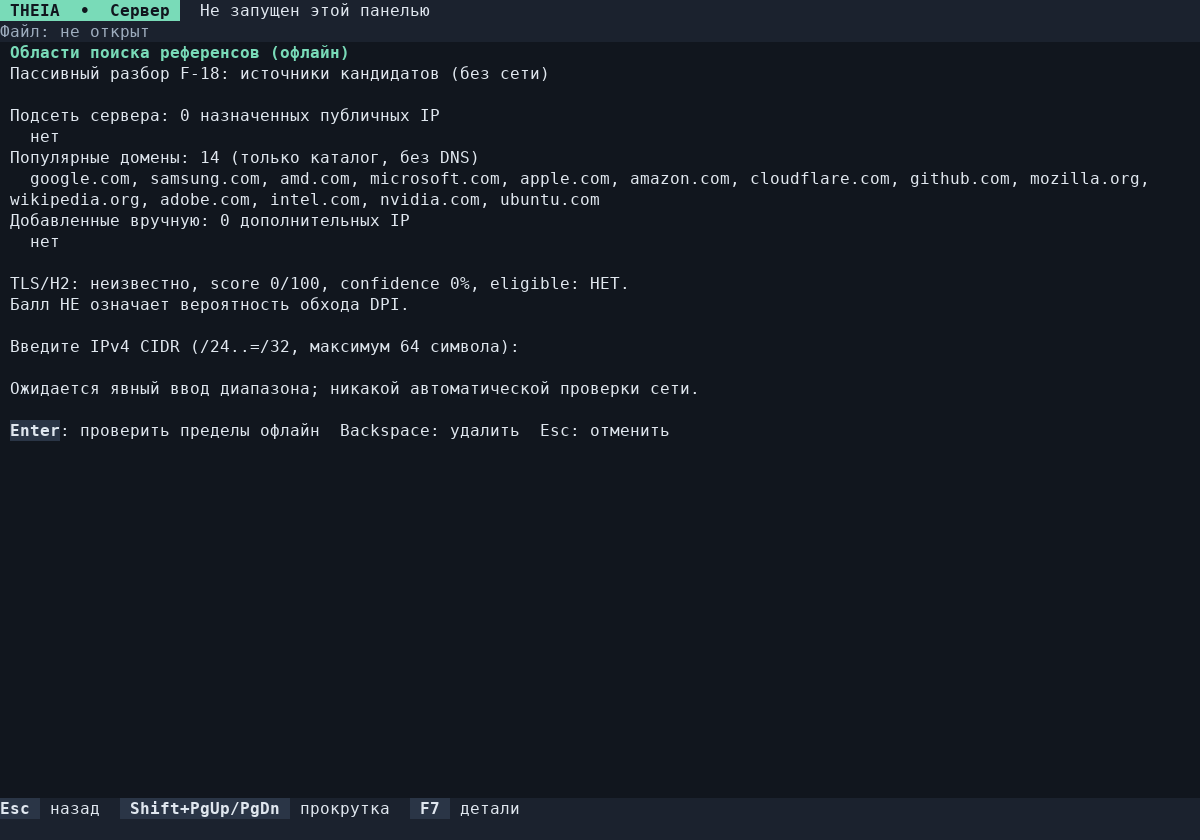 THEIA • Сервер Не запущен этой панелью
Файл: не открыт
Области поиска референсов (офлайн)
Пассивный разбор F-18: источники кандидатов (без сети)
Подсеть сервера: 0 назначенных публичных IP
нет
Популярные домены: 14 (только каталог, без DNS)
google.com, samsung.com, amd.com, microsoft.com, apple.com, amazon.com, cloudflare.com, github.com, mozilla.org,
wikipedia.org, adobe.com, intel.com, nvidia.com, ubuntu.com
Добавленные вручную: 0 дополнительных IP
нет
TLS/H2: неизвестно, score 0/100, confidence 0%, eligible: НЕТ.
Балл НЕ означает вероятность обхода DPI.
Введите IPv4 CIDR (/24..=/32, максимум 64 символа):
Ожидается явный ввод диапазона; никакой автоматической проверки сети.
Enter: проверить пределы офлайн Backspace: удалить Esc: отменить
Esc назад Shift+PgUp/PgDn прокрутка F7 детали